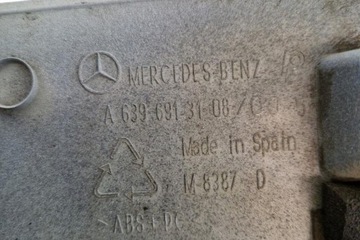 MERCEDES-BENZ
A 639-691-31-08 /
Made in Spain
M-8387 D
>ABS+PC